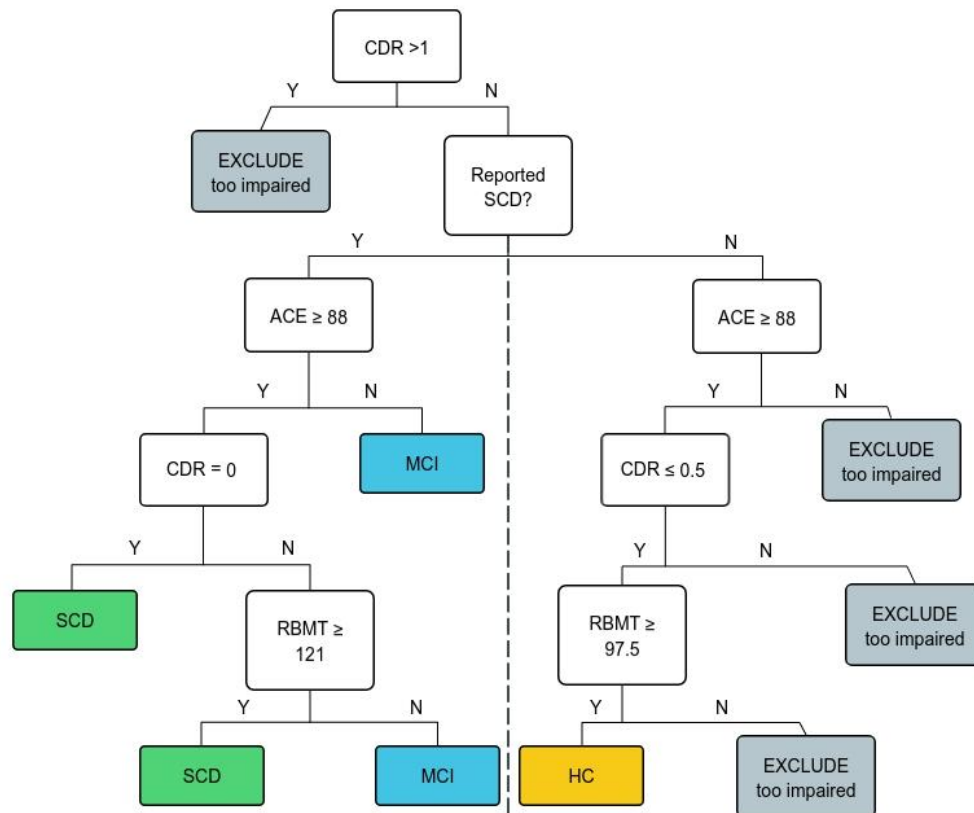 CDR >1
Y
N
EXCLUDE
too impaired
Reported
SCD?
Y
N
ACE ≥ 88
ACE ≥ 88
Y
N
Y
N
CDR = 0
MCI
CDR ≤ 0.5
EXCLUDE
too impaired
Y
N
Y
N
SCD
RBMT ≥
121
RBMT ≥
97.5
EXCLUDE
too impaired
Y
N
Y
N
SCD
MCI
HC
EXCLUDE
too impaired